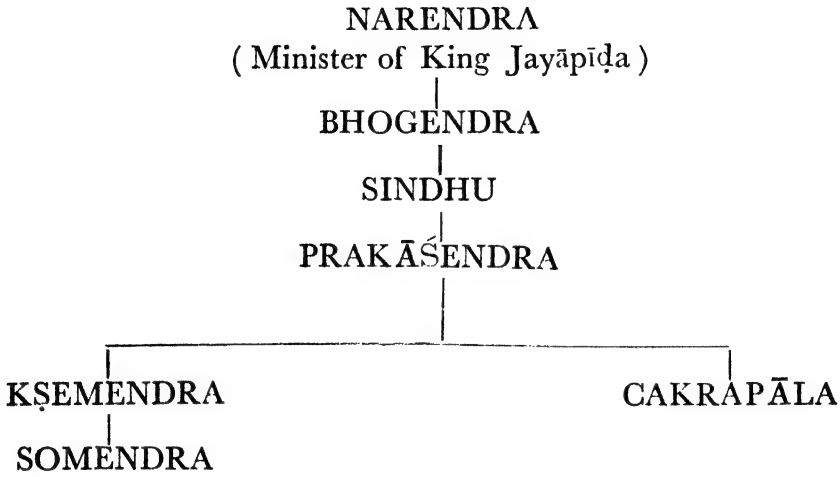 NARENDRA
( Minister of King Jayāpīḍa )
BHOGENDRA
SINDHU
PRAKĀŚENDRA
KṢEMENDRA CAKRAPĀLA
SOMENDRA